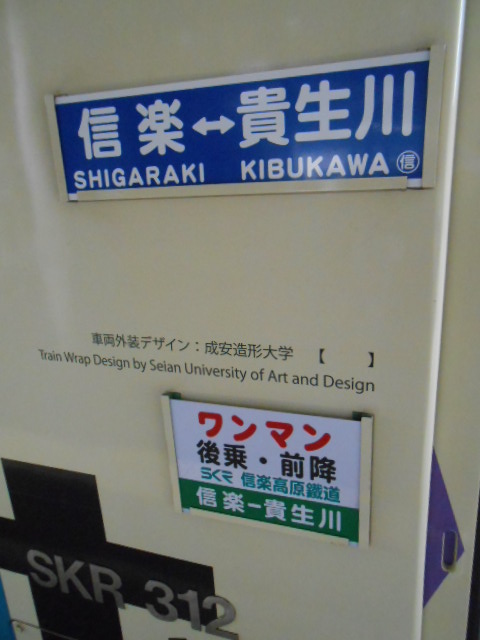 信楽↔貴生川
SHIGARAKI KIBUKAWA ㊞信
車両外装デザイン：成安造形大学 【　　】
Train Wrap Design by Seian University of Art and Design
ワンマン
後乗・前降
SKR 信楽高原鐵道
信楽ー貴生川
SKR 312